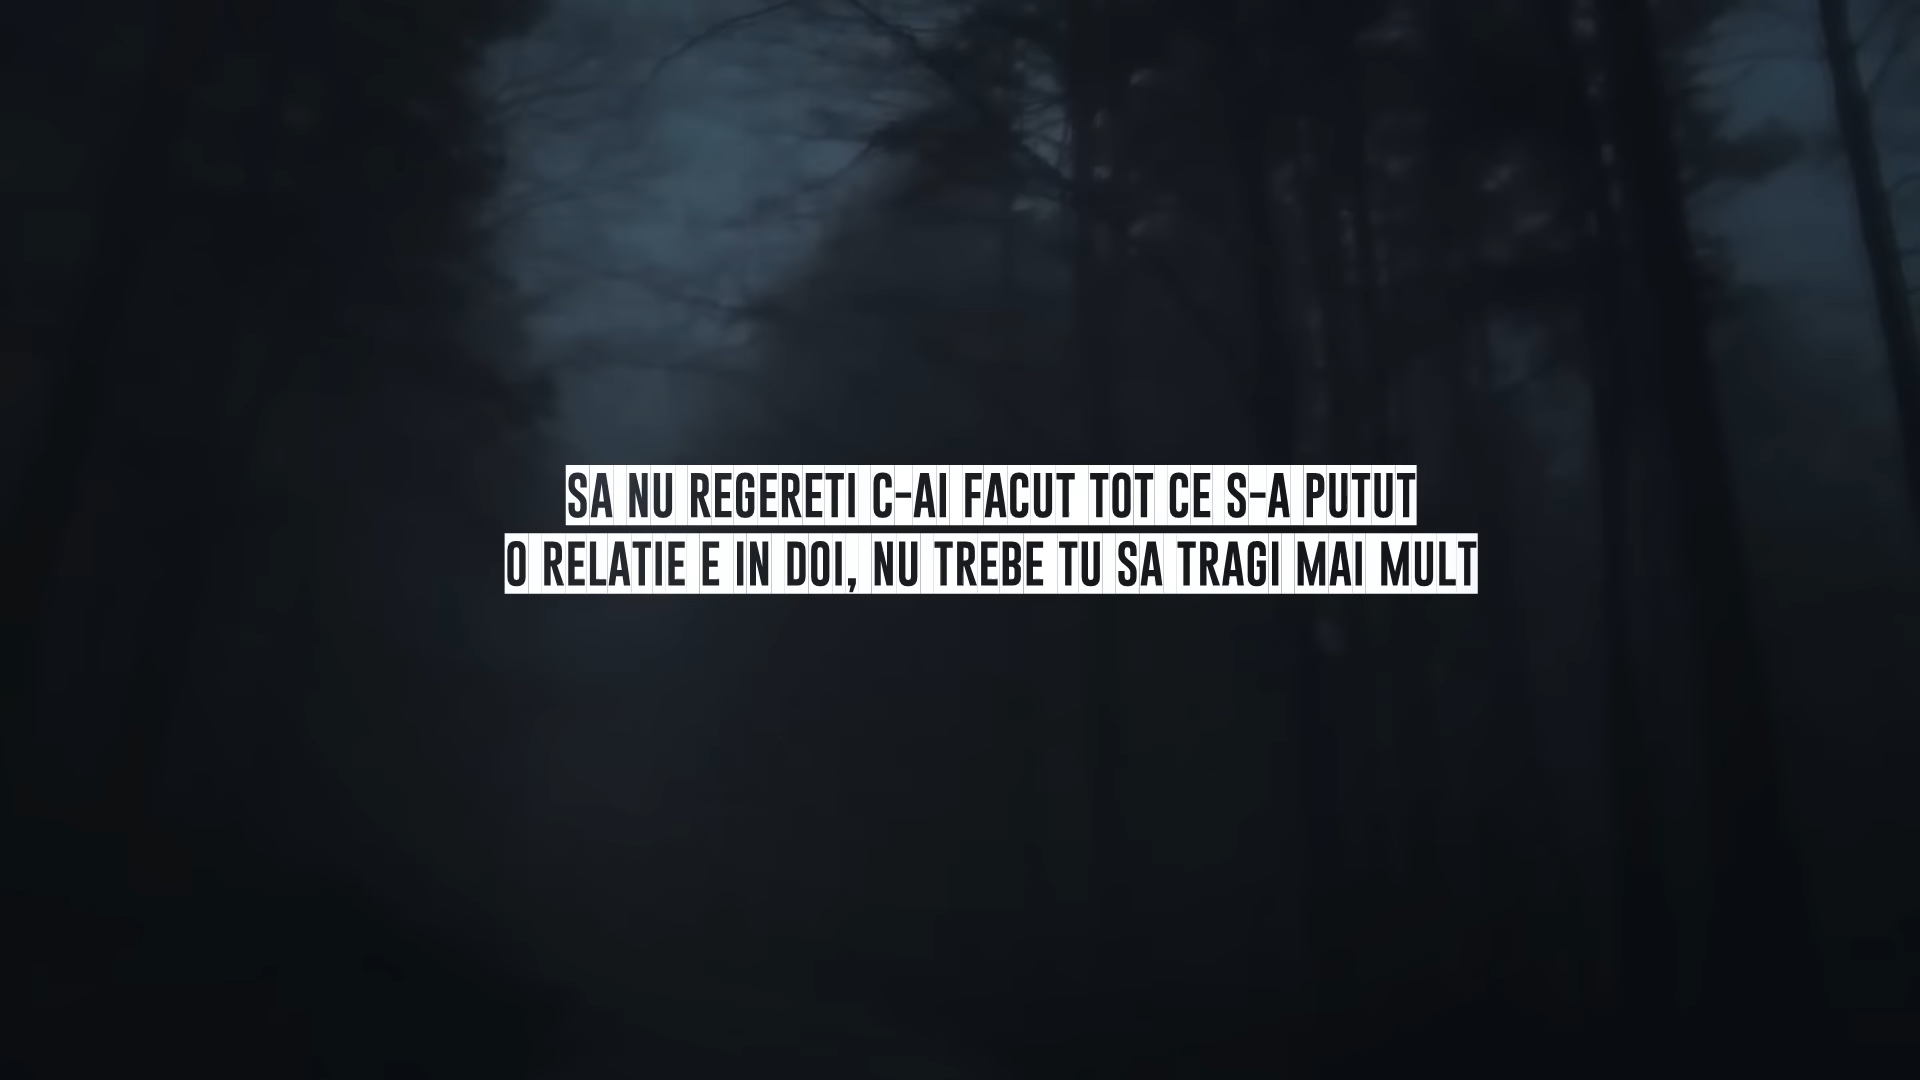 SA NU REGERETI C-AI FACUT TOT CE S-A PUTUT
O RELATIE E IN DOI, NU TREBE TU SA TRAGI MAI MULT